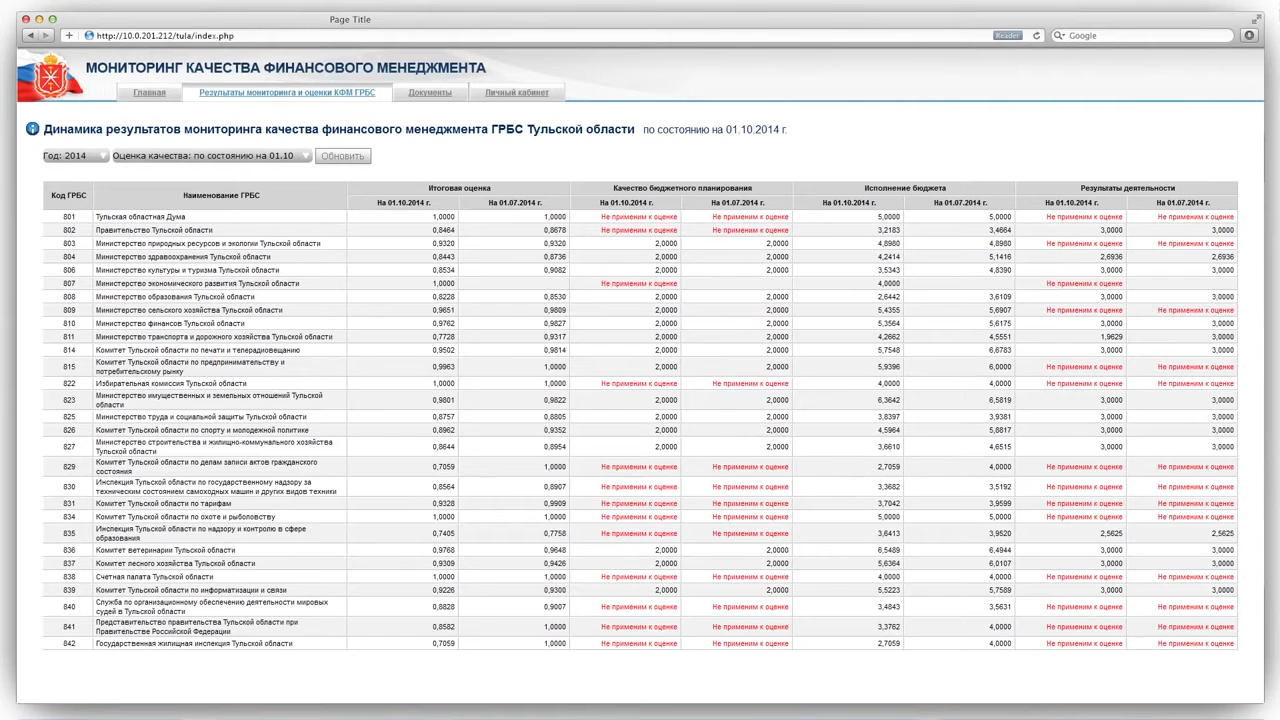 Page Title
http://10.0.201.212/tula/index.php
Reader
Google
МОНИТОРИНГ КАЧЕСТВА ФИНАНСОВОГО МЕНЕДЖМЕНТА
Главная Результаты мониторинга и оценки КФМ ГРБС Документы Личный кабинет
Динамика результатов мониторинга качества финансового менеджмента ГРБС Тульской области по состоянию на 01.10.2014 г.
Год: 2014 Оценка качества: по состоянию на 01.10 Обновить
Код ГРБС Наименование ГРБС Итоговая оценка Качество бюджетного планирования Исполнение бюджета Результаты деятельности
На 01.10.2014 г. На 01.07.2014 г. На 01.10.2014 г. На 01.07.2014 г. На 01.10.2014 г. На 01.07.2014 г. На 01.10.2014 г. На 01.07.2014 г.
801 Тульская областная Дума 1,0000 1,0000 Не применим к оценке Не применим к оценке 5,0000 5,0000 Не применим к оценке Не применим к оценке
802 Правительство Тульской области 0,8464 0,8678 Не применим к оценке Не применим к оценке 3,2183 3,4664 3,0000 3,0000
803 Министерство природных ресурсов и экологии Тульской области 0,9320 0,9320 2,0000 2,0000 4,8980 4,8980 Не применим к оценке Не применим к оценке
804 Министерство здравоохранения Тульской области 0,8443 0,8736 2,0000 2,0000 4,2414 5,1416 2,6936 2,6936
806 Министерство культуры и туризма Тульской области 0,8534 0,9082 2,0000 2,0000 3,5343 4,8390 3,0000 3,0000
807 Министерство экономического развития Тульской области 1,0000 Не применим к оценке 4,0000 Не применим к оценке
808 Министерство образования Тульской области 0,8228 0,8530 2,0000 2,0000 2,6442 3,6109 3,0000 3,0000
809 Министерство сельского хозяйства Тульской области 0,9651 0,9809 2,0000 2,0000 5,4355 5,6907 Не применим к оценке Не применим к оценке
810 Министерство финансов Тульской области 0,9762 0,9827 2,0000 2,0000 5,3564 5,6175 3,0000 3,0000
811 Министерство транспорта и дорожного хозяйства Тульской области 0,7728 0,9317 2,0000 2,0000 4,2662 4,5551 1,9629 3,0000
814 Комитет Тульской области по печати и телерадиовещанию 0,9502 0,9814 2,0000 2,0000 5,7548 6,6783 3,0000 3,0000
815 Комитет Тульской области по предпринимательству и
потребительскому рынку 0,9963 1,0000 2,0000 2,0000 5,9396 6,0000 Не применим к оценке Не применим к оценке
822 Избирательная комиссия Тульской области 1,0000 1,0000 Не применим к оценке Не применим к оценке 4,0000 4,0000 Не применим к оценке Не применим к оценке
823 Министерство имущественных и земельных отношений Тульской
области 0,9801 0,9822 2,0000 2,0000 6,3642 6,5819 3,0000 3,0000
825 Министерство труда и социальной защиты Тульской области 0,8757 0,8805 2,0000 2,0000 3,8397 3,9381 3,0000 3,0000
826 Комитет Тульской области по спорту и молодежной политике 0,8962 0,9352 2,0000 2,0000 4,5964 5,8817 3,0000 3,0000
827 Министерство строительства и жилищно-коммунального хозяйства
Тульской области 0,8644 0,8954 2,0000 2,0000 3,6610 4,6515 3,0000 3,0000
829 Комитет Тульской области по делам записи актов гражданского
состояния 0,7059 1,0000 Не применим к оценке Не применим к оценке 2,7059 4,0000 Не применим к оценке Не применим к оценке
830 Инспекция Тульской области по государственному надзору за
техническим состоянием самоходных машин и других видов техники 0,8564 0,8907 Не применим к оценке Не применим к оценке 3,3682 3,5192 Не применим к оценке Не применим к оценке
831 Комитет Тульской области по тарифам 0,9328 0,9909 Не применим к оценке Не применим к оценке 3,7042 3,9599 Не применим к оценке Не применим к оценке
834 Комитет Тульской области по охоте и рыболовству 1,0000 1,0000 Не применим к оценке Не применим к оценке 5,0000 5,0000 Не применим к оценке Не применим к оценке
835 Инспекция Тульской области по надзору и контролю в сфере
образования 0,7405 0,7758 Не применим к оценке Не применим к оценке 3,6413 3,9520 2,5625 2,5625
836 Комитет ветеринарии Тульской области 0,9768 0,9648 2,0000 2,0000 6,5489 6,4944 3,0000 3,0000
837 Комитет лесного хозяйства Тульской области 0,9309 0,9426 2,0000 2,0000 5,6364 6,0107 3,0000 3,0000
838 Счетная палата Тульской области 1,0000 1,0000 Не применим к оценке Не применим к оценке 4,0000 4,0000 Не применим к оценке Не применим к оценке
839 Комитет Тульской области по информатизации и связи 0,9226 0,9300 2,0000 2,0000 5,5223 5,7589 3,0000 3,0000
840 Служба по организационному обеспечению деятельности мировых
судей в Тульской области 0,8828 0,9007 Не применим к оценке Не применим к оценке 3,4843 3,5631 Не применим к оценке Не применим к оценке
841 Представительство правительства Тульской области при
Правительстве Российской Федерации 0,8582 1,0000 Не применим к оценке Не применим к оценке 3,3762 4,0000 Не применим к оценке Не применим к оценке
842 Государственная жилищная инспекция Тульской области 0,7059 1,0000 Не применим к оценке Не применим к оценке 2,7059 4,0000 Не применим к оценке Не применим к оценке